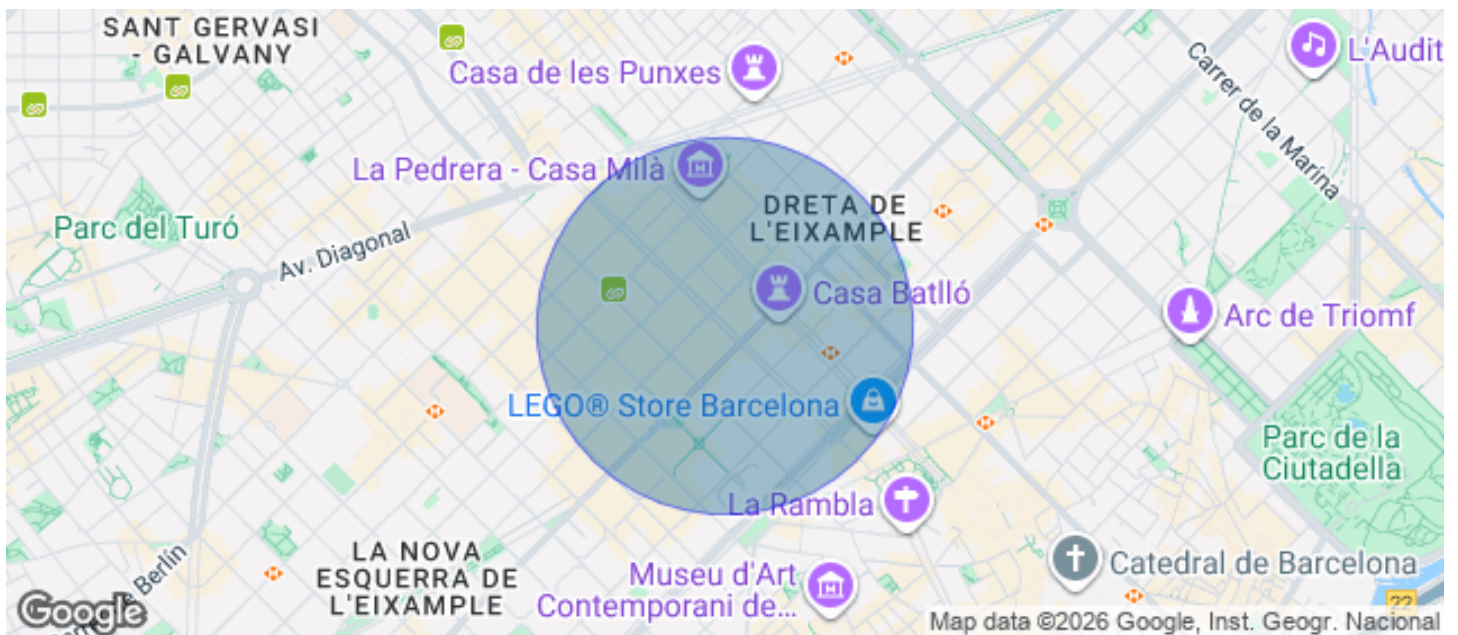 SANT GERVASI
- GALVANY
Casa de les Punxes
L'Audit
Carrer de la Marina
La Pedrera - Casa Milà
DRETA DE
L'EIXAMPLE
Parc del Turó
Av. Diagonal
Casa Batlló
Arc de Triomf
LEGO® Store Barcelona
Parc de la
Ciutadella
La Rambla
LA NOVA
ESQUERRA DE
L'EIXAMPLE
Museu d'Art
Contemporani de...
Catedral de Barcelona
Berlín
22
Google
Map data ©2026 Google, Inst. Geogr. Nacional